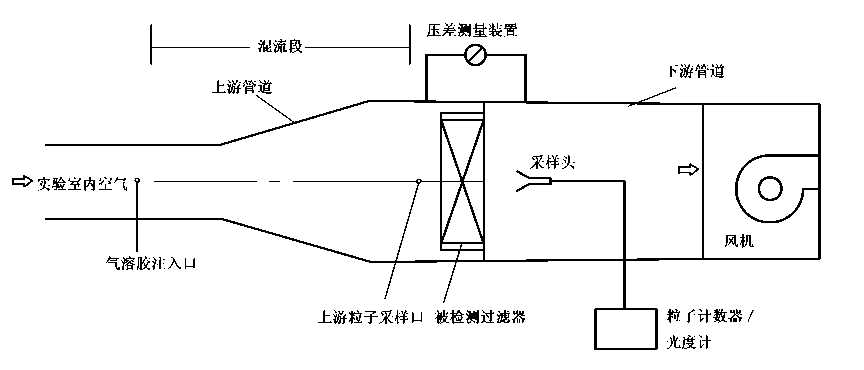 压差测量装置
混流段
下游管道
上游管道
采样头
实验室内空气
风机
气溶胶注入口
上游粒子采样口
被检测过滤器
粒子计数器/
光度计